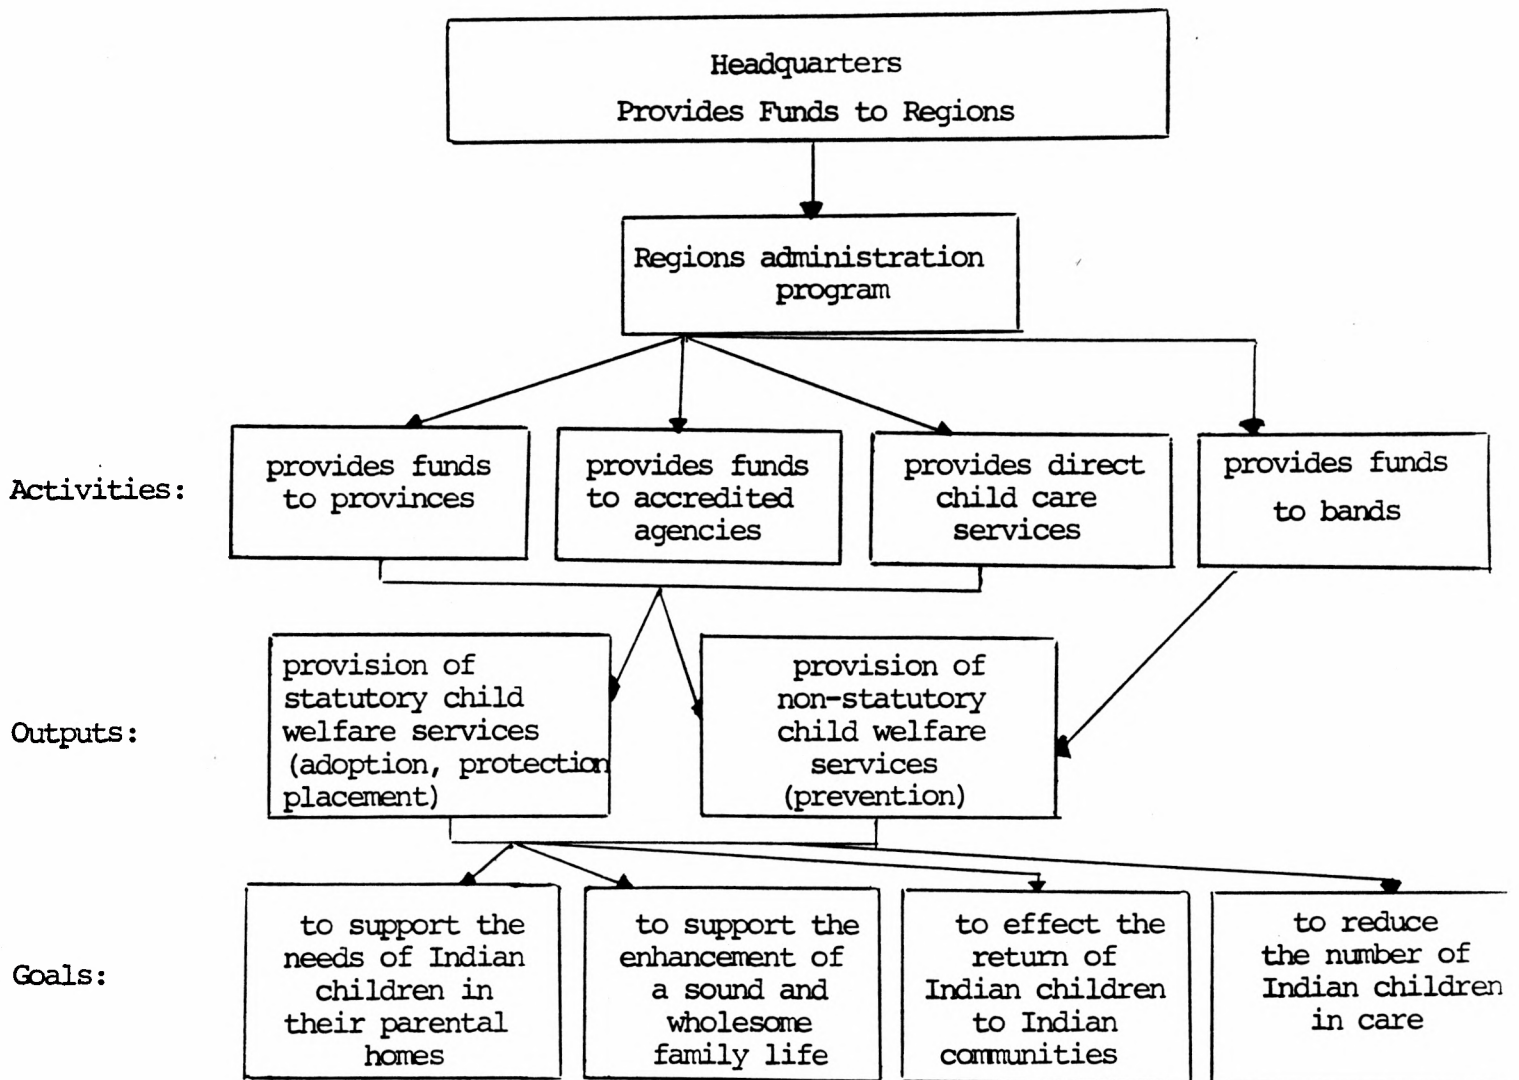 Headquarters
Provides Funds to Regions
Regions administration
program
Activities:
provides funds
to provinces
provides funds
to accredited
agencies
provides direct
child care
services
provides funds
to bands
Outputs:
provision of
statutory child
welfare services
(adoption, protection
placement)
provision of
non-statutory
child welfare
services
(prevention)
Goals:
to support the
needs of Indian
children in
their parental
homes
to support the
enhancement of
a sound and
wholesome
family life
to effect the
return of
Indian children
to Indian
communities
to reduce
the number of
Indian children
in care